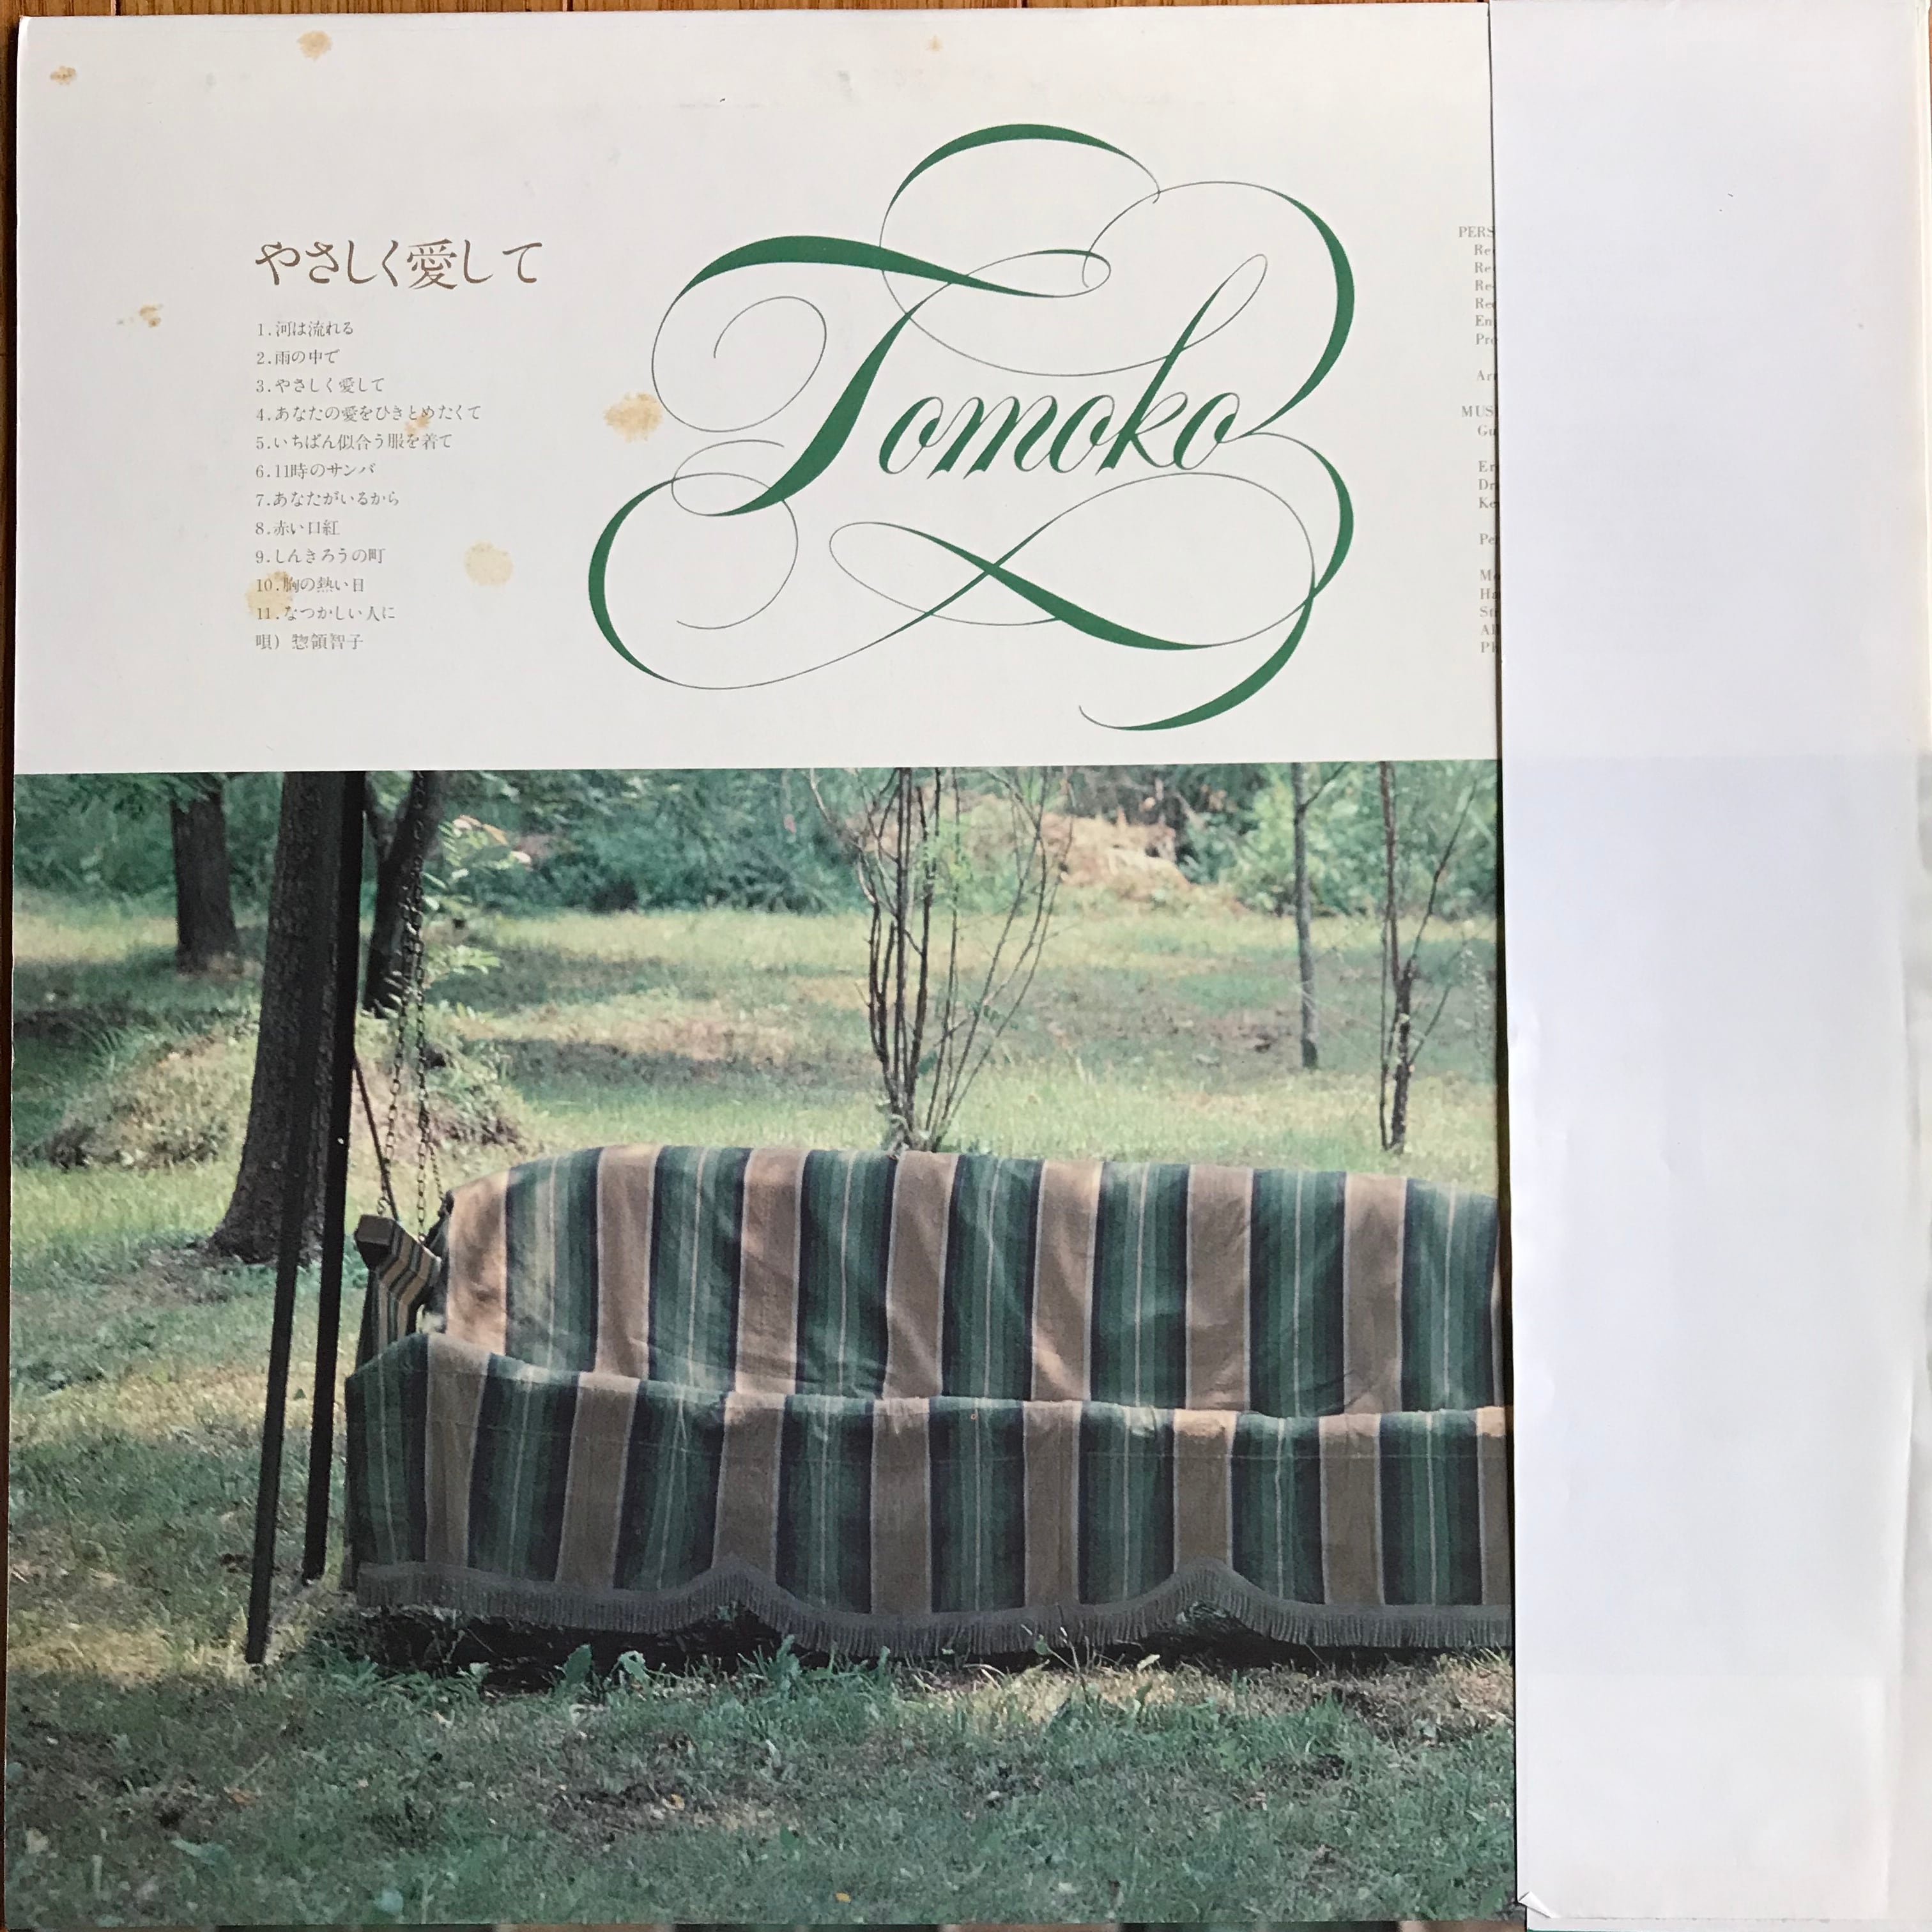 やさしく愛して
1.河は流れる
2.雨の中で
3.やさしく愛して
4.あなたの愛をひきとめたくて
5.いちばん似合う服を着て
6.11時のサンバ
7.あなたがいるから
8.赤い口紅
9.しんきろうの町
10.胸の熱い日
11.なつかしい人に
唄)惣領智子
Tomoko